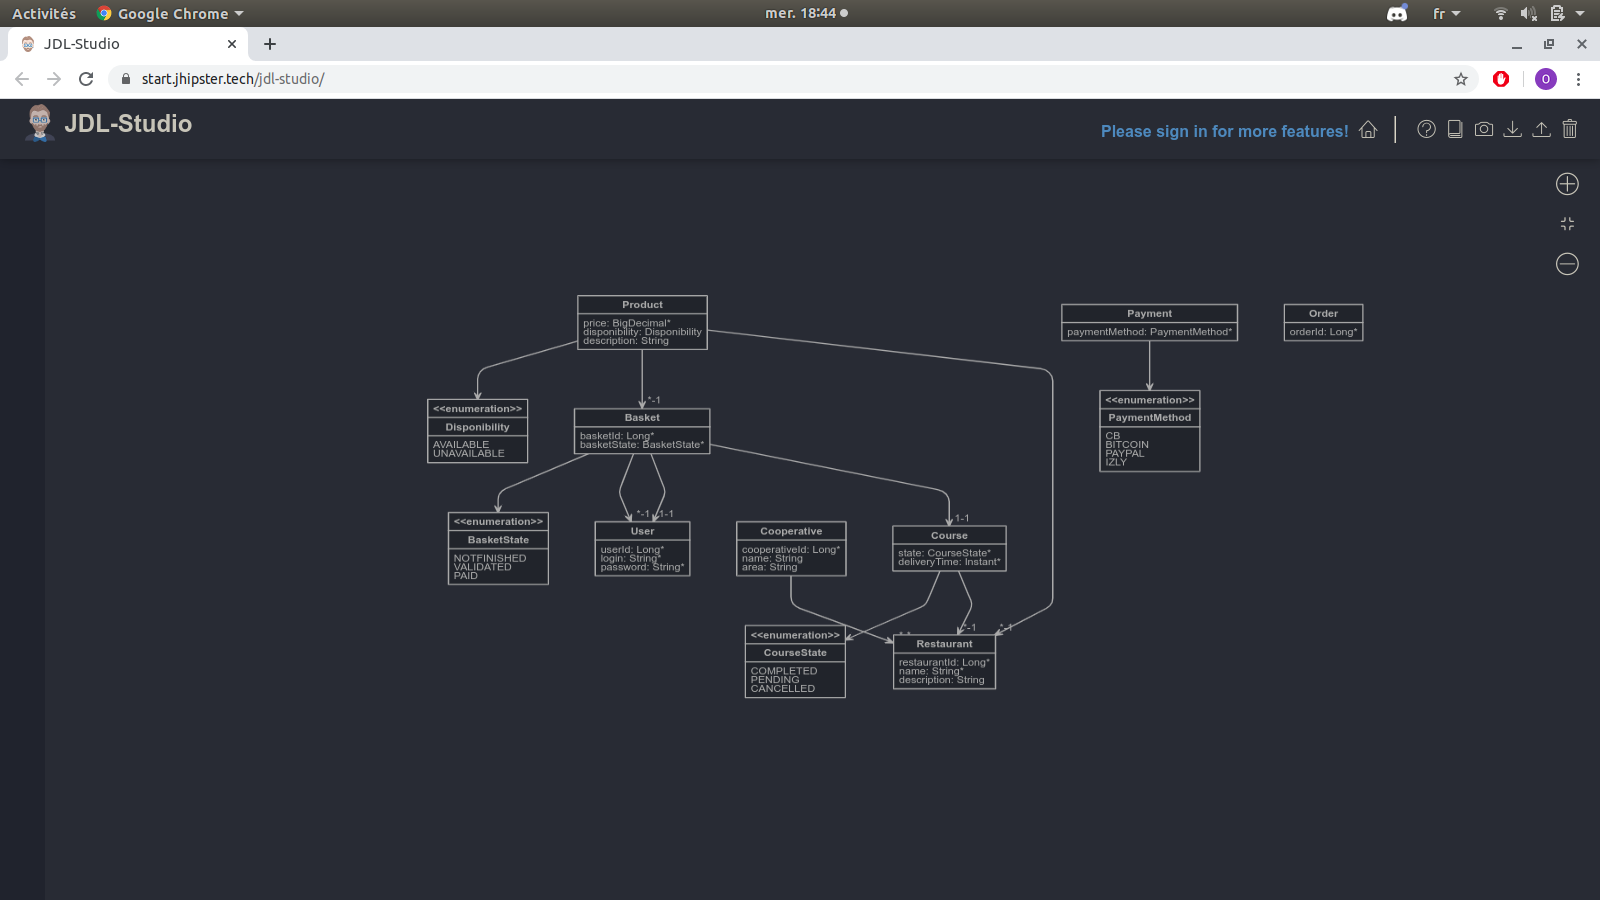 Activités
Google Chrome
mer. 18:44
fr
JDL-Studio
start.jhipster.tech/jdl-studio/
O
JDL-Studio
Please sign in for more features!
Product
price: BigDecimal*
disponibility: Disponibility
description: String
Payment
paymentMethod: PaymentMethod*
Order
orderId: Long*
*-1
<<enumeration>>
Disponibility
AVAILABLE
UNAVAILABLE
Basket
basketId: Long*
basketState: BasketState*
<<enumeration>>
PaymentMethod
CB
BITCOIN
PAYPAL
IZLY
*-1
1-1
1-1
<<enumeration>>
BasketState
NOTFINISHED
VALIDATED
PAID
User
userId: Long*
login: String*
password: String*
Cooperative
cooperativeId: Long*
name: String
area: String
Course
state: CourseState*
deliveryTime: Instant*
*-*
*-1
*-1
<<enumeration>>
CourseState
COMPLETED
PENDING
CANCELLED
Restaurant
restaurantId: Long*
name: String*
description: String